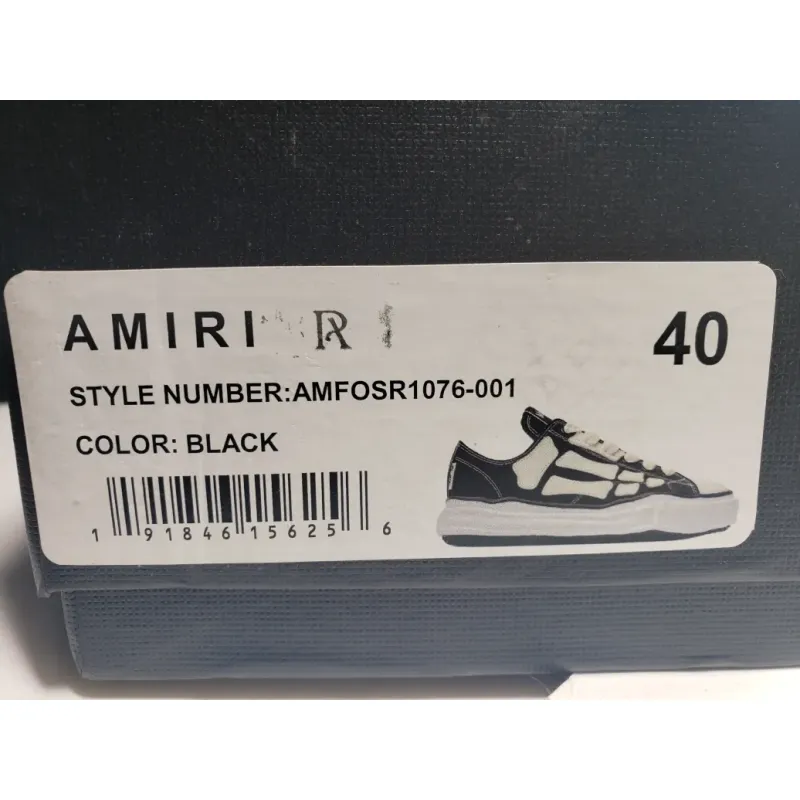 AMIRI
40
STYLE NUMBER:AMFOSR1076-001
COLOR: BLACK
1 91846 15625 6